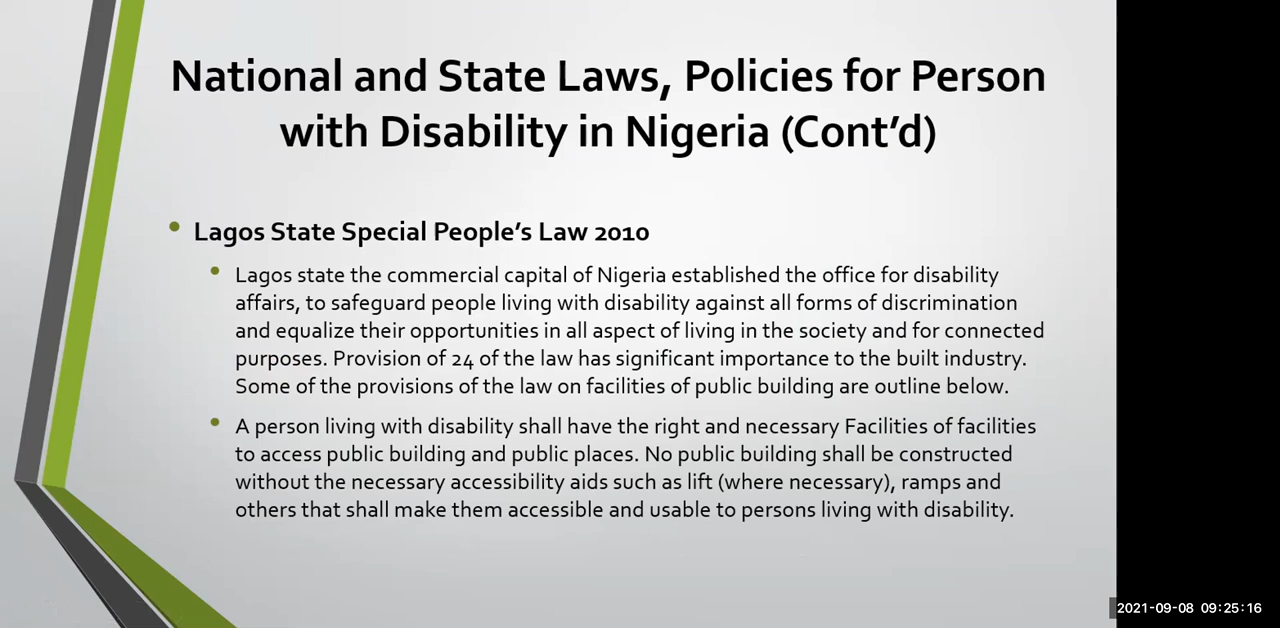 National and State Laws, Policies for Person
with Disability in Nigeria (Cont’d)
• Lagos State Special People’s Law 2010
• Lagos state the commercial capital of Nigeria established the office for disability
affairs, to safeguard people living with disability against all forms of discrimination
and equalize their opportunities in all aspect of living in the society and for connected
purposes. Provision of 24 of the law has significant importance to the built industry.
Some of the provisions of the law on facilities of public building are outline below.
• A person living with disability shall have the right and necessary Facilities of facilities
to access public building and public places. No public building shall be constructed
without the necessary accessibility aids such as lift (where necessary), ramps and
others that shall make them accessible and usable to persons living with disability.
2021-09-08 09:25:16